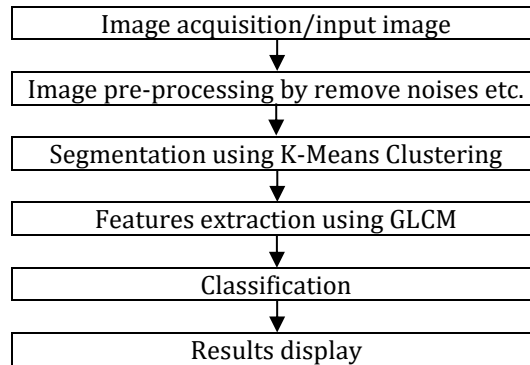 Image acquisition/input image
Image pre-processing by remove noises etc.
Segmentation using K-Means Clustering
Features extraction using GLCM
Classification
Results display